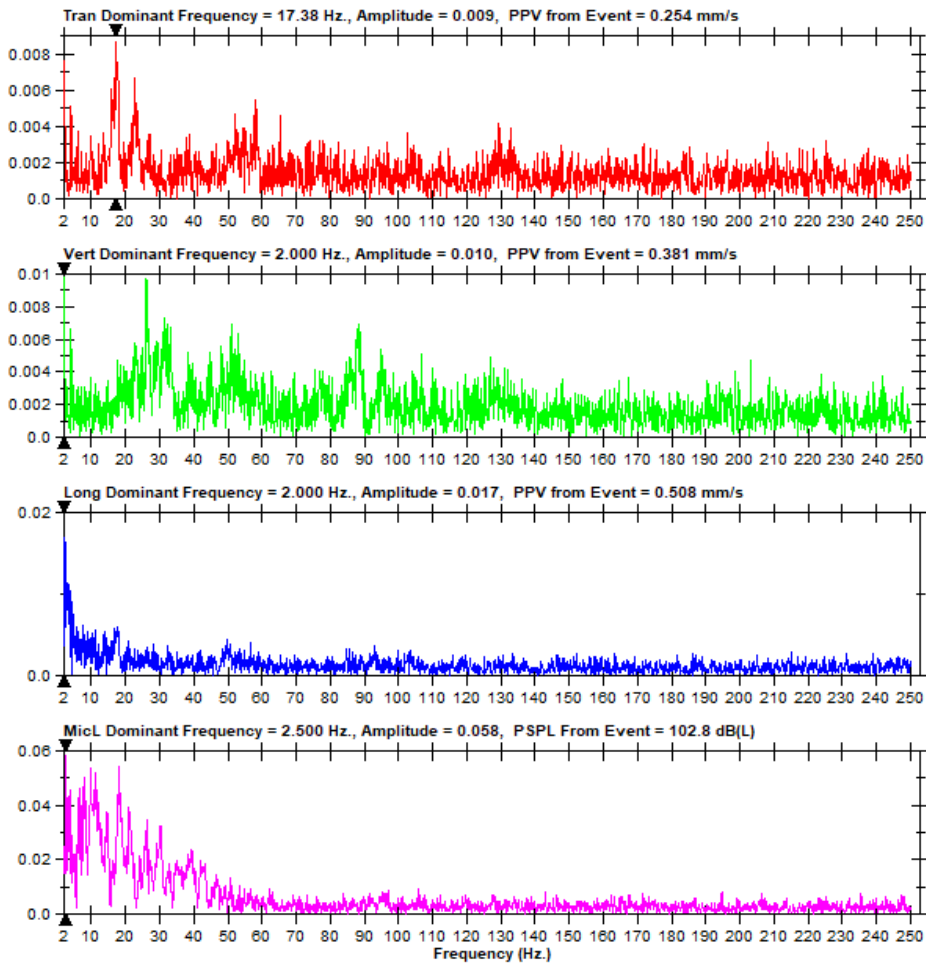 Tran Dominant Frequency = 17.38 Hz., Amplitude = 0.009, PPV from Event = 0.254 mm/s
0.008
0.006
0.004
0.002
0.0
2 10 20 30 40 50 60 70 80 90 100 110 120 130 140 150 160 170 180 190 200 210 220 230 240 250
Vert Dominant Frequency = 2.000 Hz., Amplitude = 0.010, PPV from Event = 0.381 mm/s
0.01
0.008
0.006
0.004
0.002
0.0
2 10 20 30 40 50 60 70 80 90 100 110 120 130 140 150 160 170 180 190 200 210 220 230 240 250
Long Dominant Frequency = 2.000 Hz., Amplitude = 0.017, PPV from Event = 0.508 mm/s
0.02
0.0
2 10 20 30 40 50 60 70 80 90 100 110 120 130 140 150 160 170 180 190 200 210 220 230 240 250
MicL Dominant Frequency = 2.500 Hz., Amplitude = 0.058, PSPL From Event = 102.8 dB(L)
0.06
0.04
0.02
0.0
2 10 20 30 40 50 60 70 80 90 100 110 120 130 140 150 160 170 180 190 200 210 220 230 240 250
Frequency (Hz.)